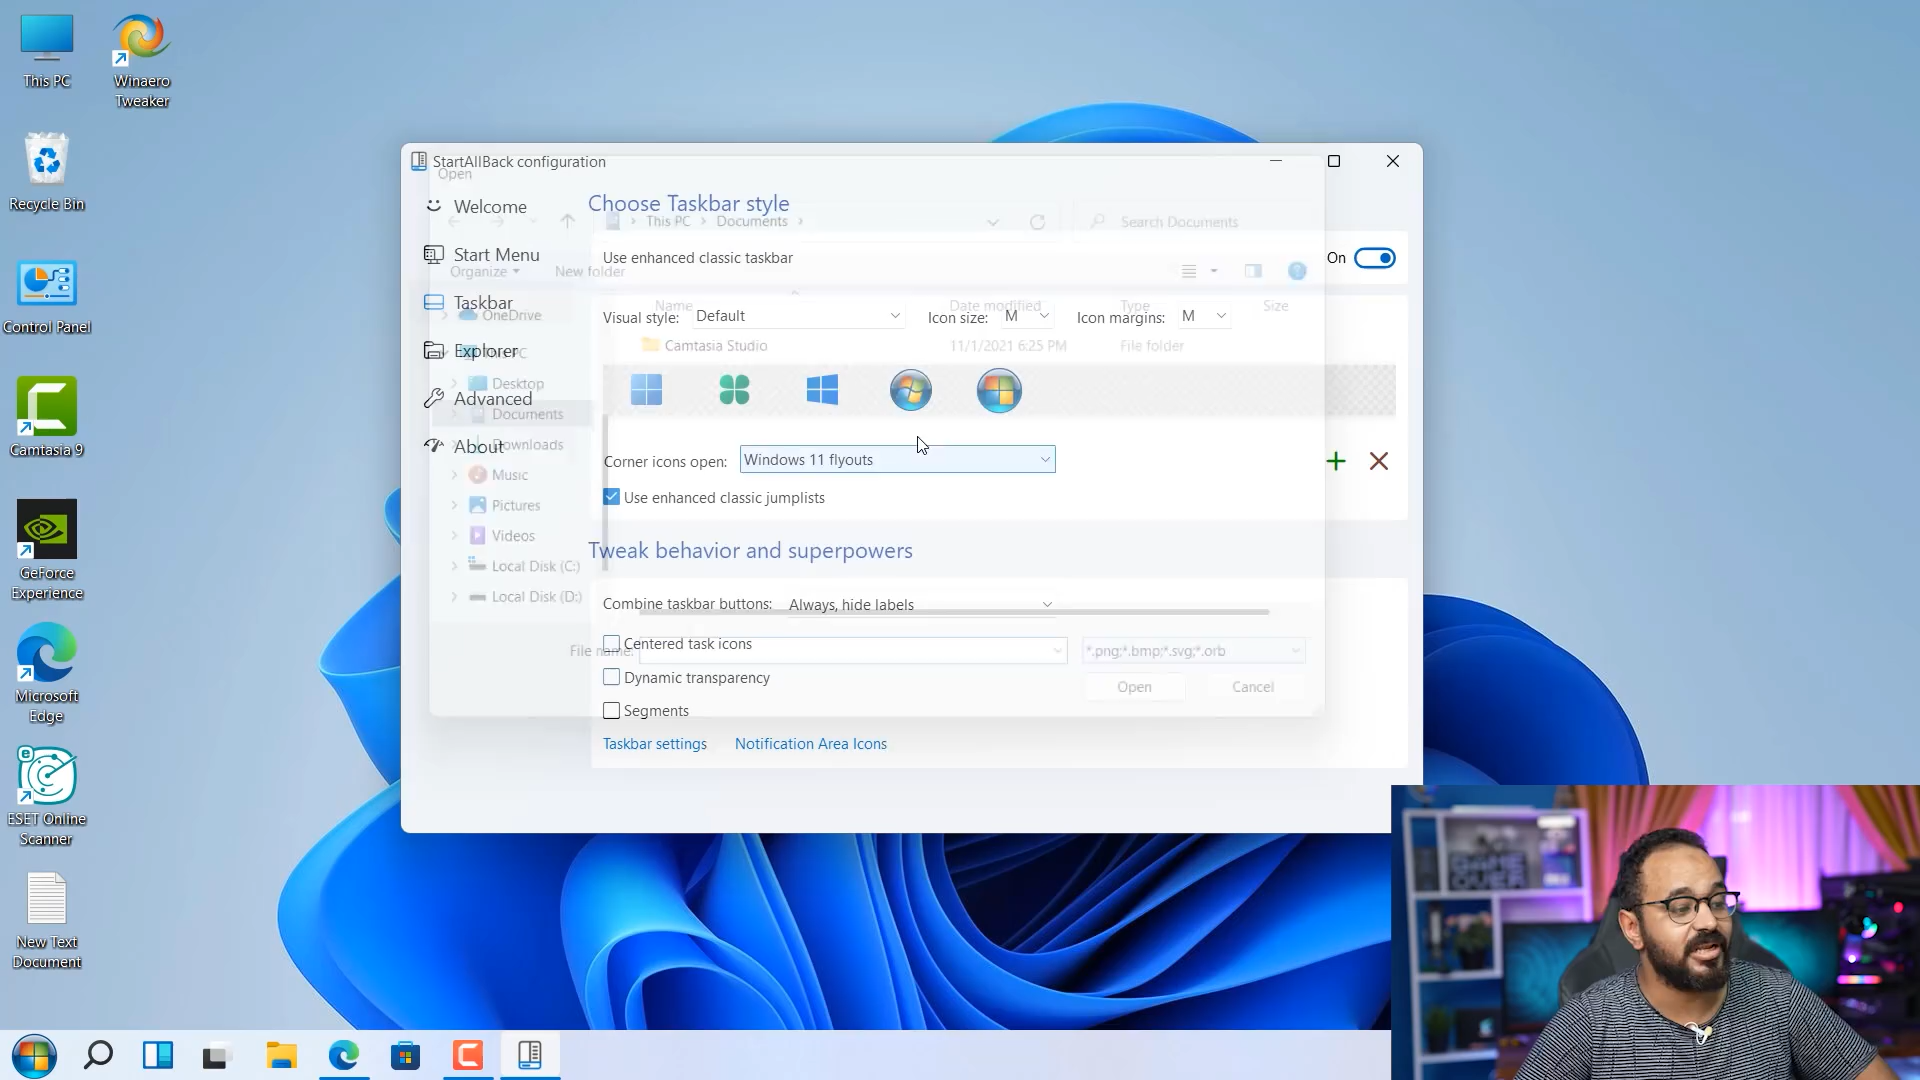 This PC
Winaero
Tweaker
Recycle Bin
Control Panel
Camtasia 9
GeForce
Experience
Microsoft
Edge
ESET Online
Scanner
New Text
Document
StartAllBack configuration
Welcome
Start Menu
Taskbar
Explorer
Advanced
About
Choose Taskbar style
Use enhanced classic taskbar
On
Visual style: Default
Icon size: M
Icon margins: M
Corner icons open: Windows 11 flyouts
Use enhanced classic jumplists
Tweak behavior and superpowers
Combine taskbar buttons: Always, hide labels
Centered task icons
Dynamic transparency
Segments
Taskbar settings
Notification Area Icons
Open
This PC > Documents >
Search Documents
Organize
New folder
Name
Date modified
Type
Size
Camtasia Studio
11/1/2021 6:25 PM
File folder
OneDrive
This PC
Desktop
Documents
Downloads
Music
Pictures
Videos
Local Disk (C:)
Local Disk (D:)
File name:
*.png;*.bmp;*.svg;*.orb
Open
Cancel
GAME
OVER